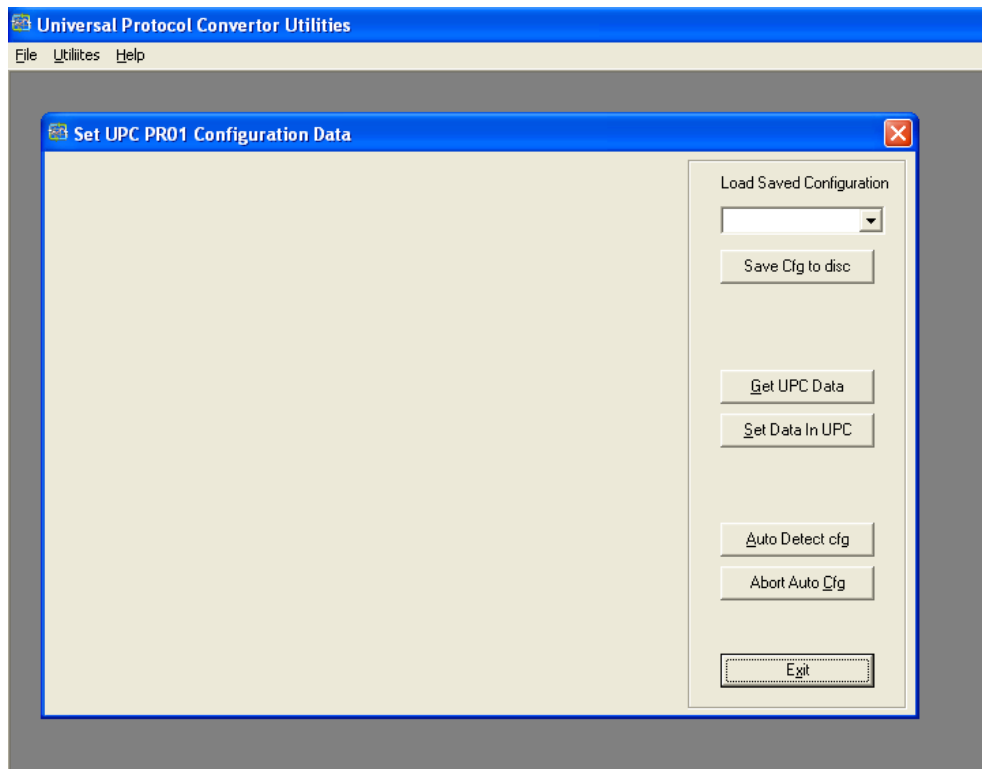 Universal Protocol Convertor Utilities
File Utiliites Help
Set UPC PR01 Configuration Data
Load Saved Configuration
Save Cfg to disc
Get UPC Data
Set Data In UPC
Auto Detect cfg
Abort Auto Cfg
Exit